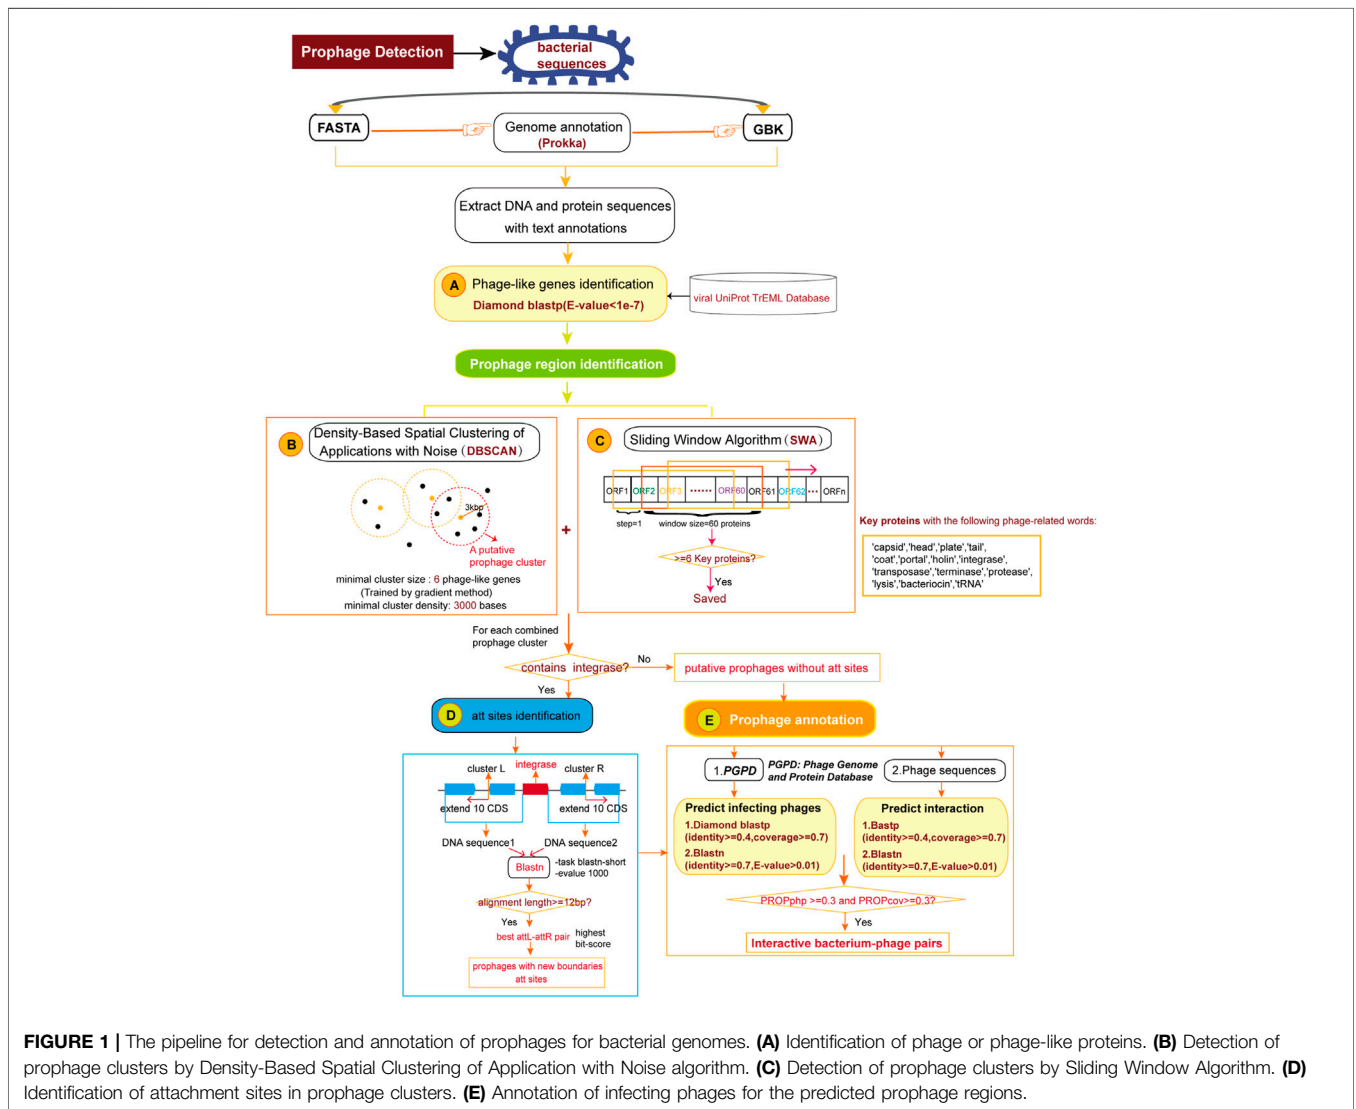 Prophage Detection
bacterial
sequences
FASTA
Genome annotation
(Prokka)
GBK
Extract DNA and protein sequences
with text annotations
A
Phage-like genes identification
Diamond blastp(E-value<1e-7)
viral UniProt TrEML Database
Prophage region identification
B
Density-Based Spatial Clustering of
Applications with Noise (DBSCAN)
3kbp
A putative
prophage cluster
minimal cluster size : 6 phage-like genes
(Trained by gradient method)
minimal cluster density: 3000 bases
+
C
Sliding Window Algorithm (SWA)
ORF1 ORF2 ORF3 ...... ORF60 ORF61 ORF62 ... ORFn
step=1 window size=60 proteins
>=6 Key proteins?
Yes
Saved
Key proteins with the following phage-related words:
'capsid','head','plate','tail',
'coat','portal','holin','integrase',
'transposase','terminase','protease',
'lysis','bacteriocin','tRNA'
For each combined
prophage cluster
contains integrase?
No
putative prophages without att sites
Yes
D
att sites identification
cluster L
integrase
cluster R
extend 10 CDS
extend 10 CDS
DNA sequence1
DNA sequence2
Blastn
-task blastn-short
-evalue 1000
alignment length>=12bp?
Yes
best attL-attR pair
highest
bit-score
prophages with new boundaries
att sites
E
Prophage annotation
1.PGPD
PGPD: Phage Genome
and Protein Database
2.Phage sequences
Predict infecting phages
1.Diamond blastp
(identity>=0.4,coverage>=0.7)
2.Blastn
(identity>=0.7,E-value>0.01)
Predict interaction
1.Bastp
(identity>=0.4,coverage>=0.7)
2.Blastn
(identity>=0.7,E-value>0.01)
PROPphp >=0.3 and PROPcov>=0.3?
Yes
Interactive bacterium-phage pairs
FIGURE 1 | The pipeline for detection and annotation of prophages for bacterial genomes. (A) Identification of phage or phage-like proteins. (B) Detection of
prophage clusters by Density-Based Spatial Clustering of Application with Noise algorithm. (C) Detection of prophage clusters by Sliding Window Algorithm. (D)
Identification of attachment sites in prophage clusters. (E) Annotation of infecting phages for the predicted prophage regions.